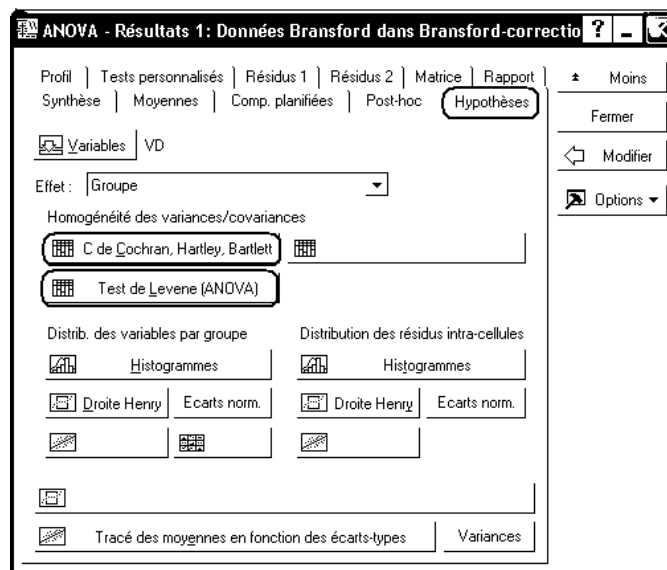 ANOVA - Résultats 1: Données Bransford dans Bransford-correctio ? _
Profil Tests personnalisés Résidus 1 Résidus 2 Matrice Rapport
Synthèse Moyennes Comp. planifiées Post-hoc Hypothèses
Moins
Fermer
Modifier
Options
Variables VD
Effet : Groupe
Homogénéité des variances/covariances
C de Cochran, Hartley, Bartlett
Test de Levene (ANOVA)
Distrib. des variables par groupe Distribution des résidus intra-cellules
Histogrammes Histogrammes
Droite Henry Ecarts norm. Droite Henry Ecarts norm.
Tracé des moyennes en fonction des écarts-types Variances